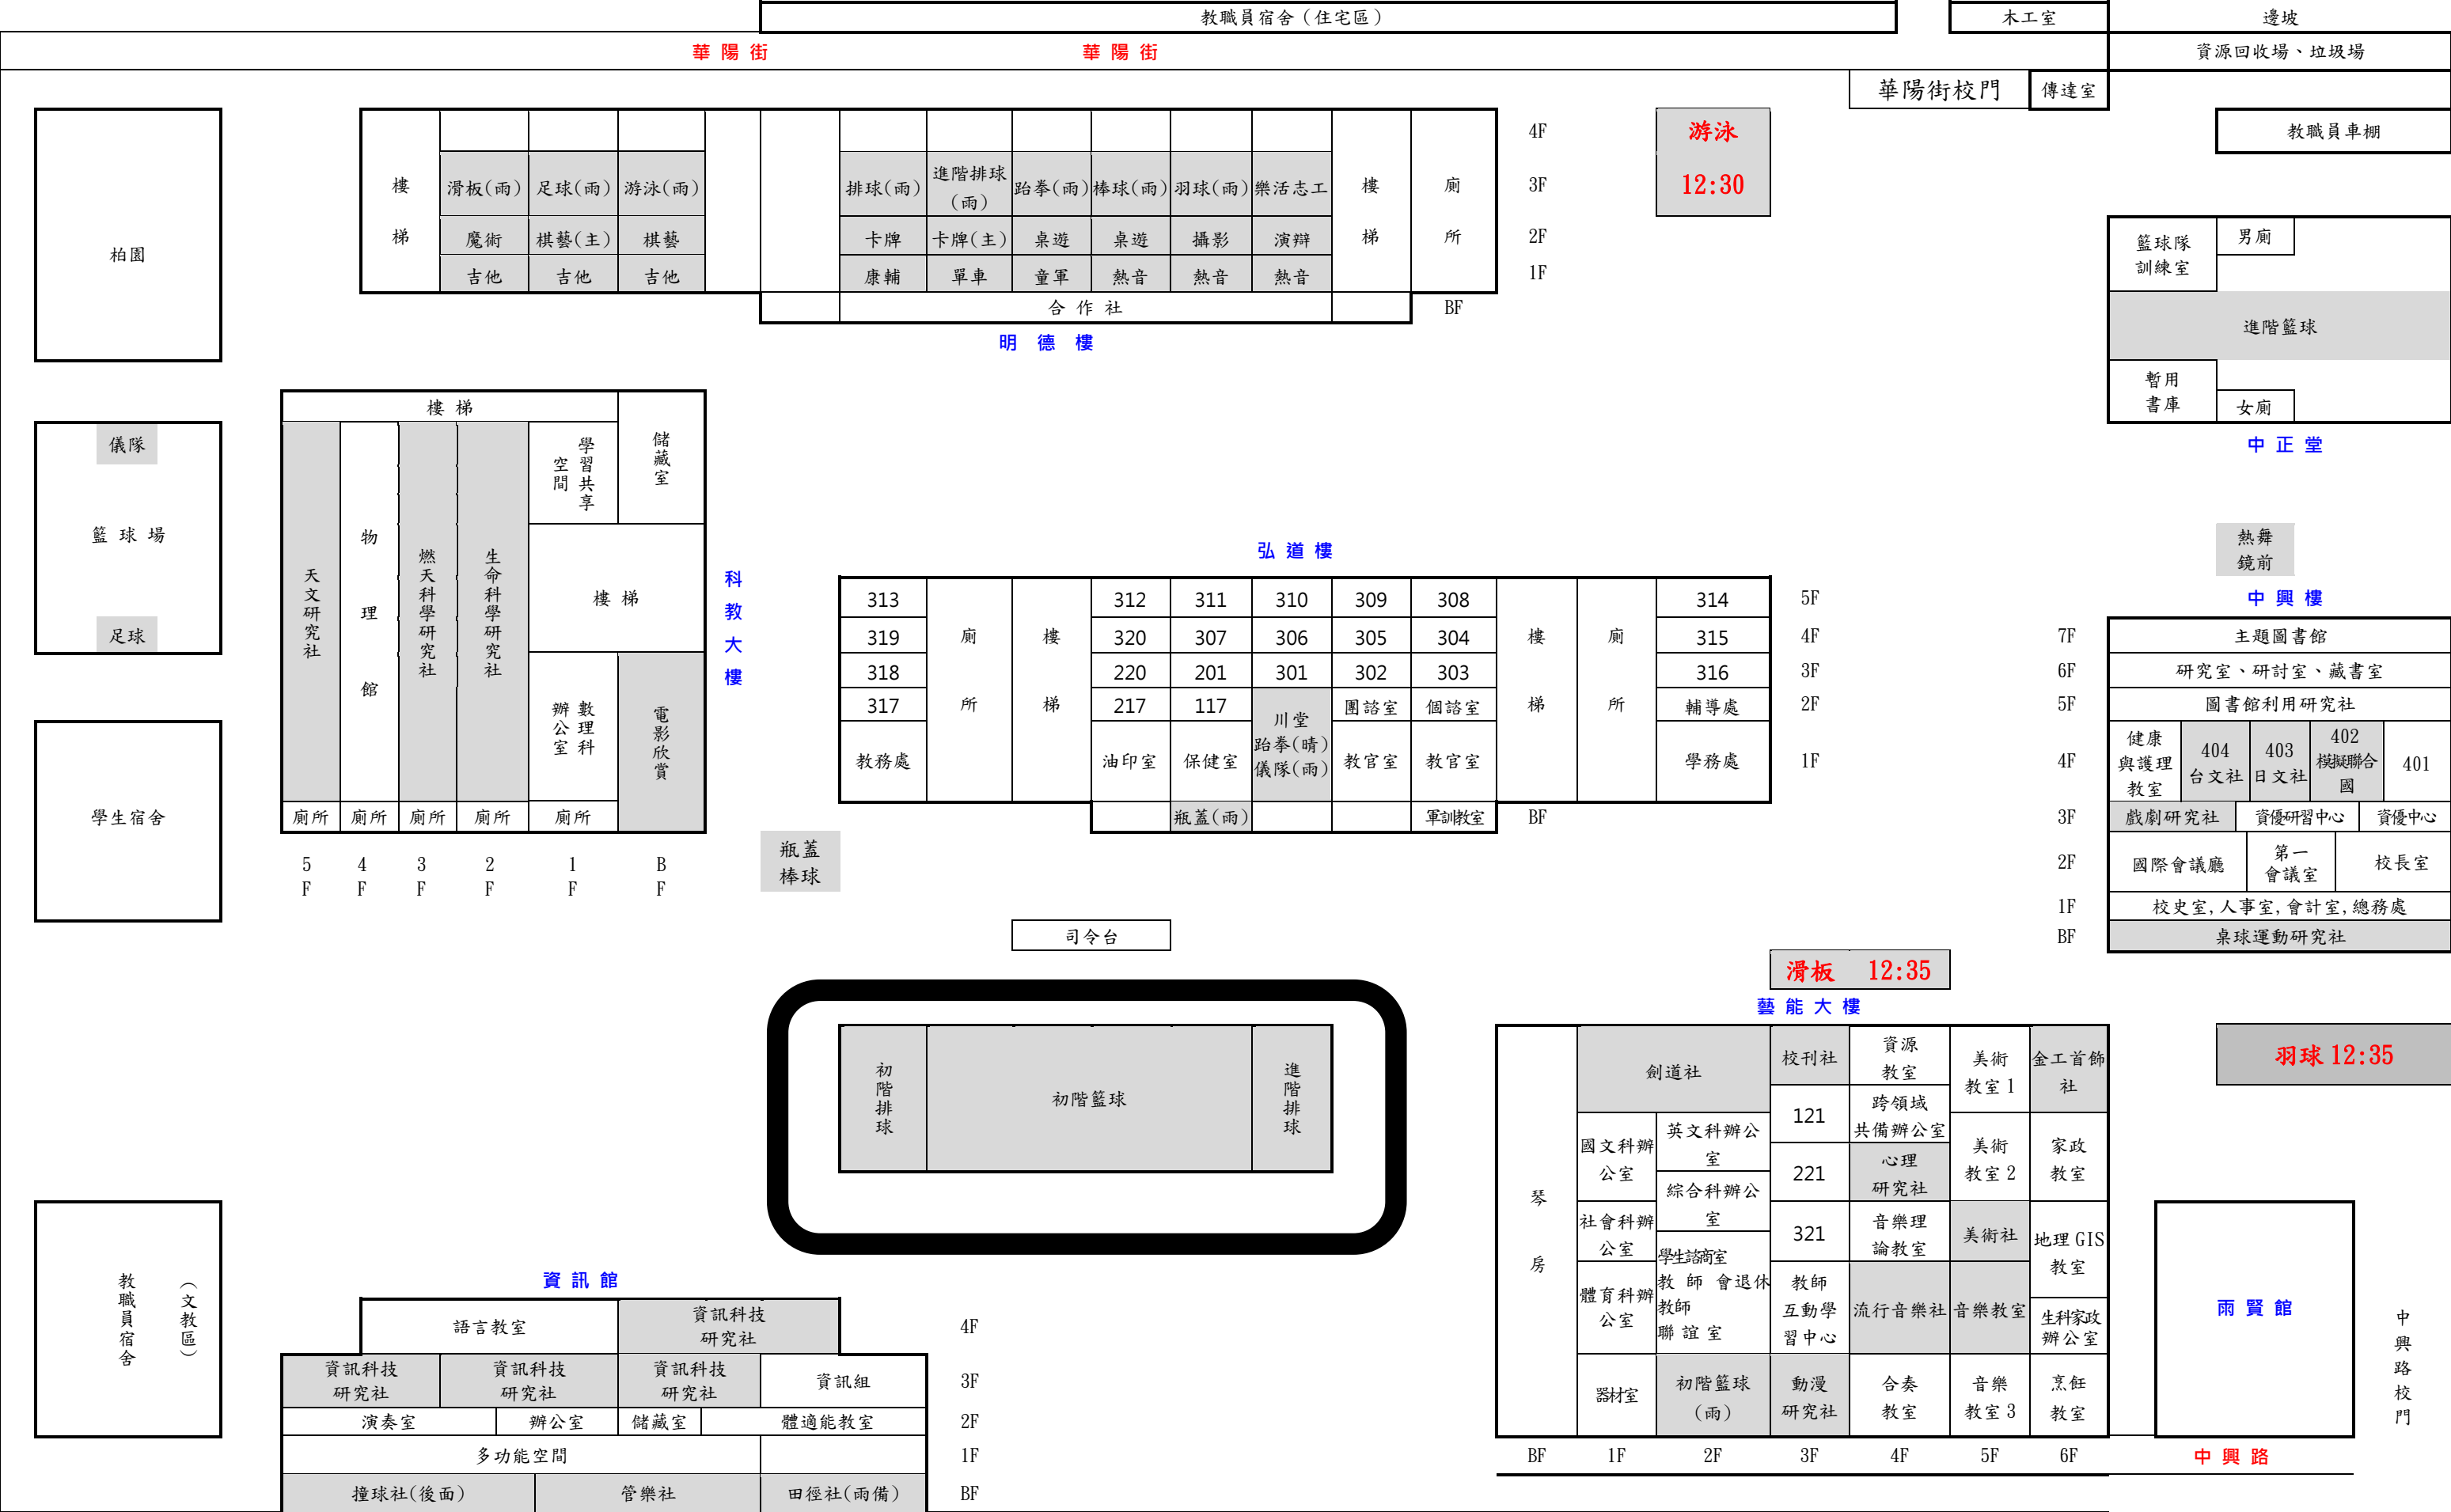 教職員宿舍（住宅區）
木工室
邊坡
華 陽 街
華 陽 街
資源回收場、垃圾場
華陽街校門
傳達室
教職員車棚
柏園
樓
梯
滑板(雨)
足球(雨)
游泳(雨)
排球(雨)
進階排球
(雨)
跆拳(雨)
棒球(雨)
羽球(雨)
樂活志工
魔術
棋藝(主)
棋藝
卡牌
卡牌(主)
桌遊
桌遊
攝影
演辯
吉他
吉他
吉他
康輔
單車
童軍
熱音
熱音
熱音
樓
梯
廁
所
4F
3F
2F
1F
BF
合 作 社
明 德 樓
游泳
12:30
籃球隊
訓練室
男廁
進階籃球
暫用
書庫
女廁
中 正 堂
儀隊
籃 球 場
足球
學生宿舍
樓 梯
天文研究社
物理館
燃天科學研究社
生命科學研究社
學習共享
空間
儲藏室
樓 梯
數理科
辦公室
電影欣賞
廁所
廁所
廁所
廁所
廁所
5
F
4
F
3
F
2
F
1
F
B
F
科教大樓
弘 道 樓
313
312
311
310
309
308
314
5F
319
320
307
306
305
304
315
4F
318
220
201
301
302
303
316
3F
317
217
117
川堂
跆拳(晴)
儀隊(雨)
團諮室
個諮室
輔導處
2F
教務處
油印室
保健室
教官室
教官室
學務處
1F
廁
所
樓
梯
樓
梯
廁
所
瓶蓋(雨)
軍訓教室
BF
瓶蓋
棒球
熱舞
鏡前
中 興 樓
7F
主題圖書館
6F
研究室、研討室、藏書室
5F
圖書館利用研究社
4F
健康
與護理
教室
404
台文社
403
日文社
402
模擬聯合
國
401
3F
戲劇研究社
資優研習中心
資優中心
2F
國際會議廳
第一
會議室
校長室
1F
校史室,人事室,會計室,總務處
BF
桌球運動研究社
司令台
初階排球
初階籃球
進階排球
滑板 12:35
藝 能 大 樓
琴
房
劍道社
國文科辦
公室
英文科辦公
室
綜合科辦公
室
社會科辦
公室
學生諮商室
教 師 會退休
教師
聯 誼 室
體育科辦
公室
器材室
初階籃球
(雨)
校刊社
121
221
321
教師
互動學
習中心
動漫
研究社
資源
教室
跨領域
共備辦公室
心理
研究社
音樂理
論教室
流行音樂社
合奏
教室
美術
教室 1
美術
教室 2
美術社
音樂教室
音樂
教室 3
金工首飾
社
家政
教室
地理 GIS
教室
生科家政
辦公室
烹飪
教室
BF
1F
2F
3F
4F
5F
6F
羽球 12:35
雨 賢 館
中興路校門
中 興 路
教職員宿舍
（文教區）
資 訊 館
語言教室
資訊科技
研究社
4F
資訊科技
研究社
資訊科技
研究社
資訊科技
研究社
資訊組
3F
演奏室
辦公室
儲藏室
體適能教室
2F
多功能空間
1F
撞球社(後面)
管樂社
田徑社(雨備)
BF